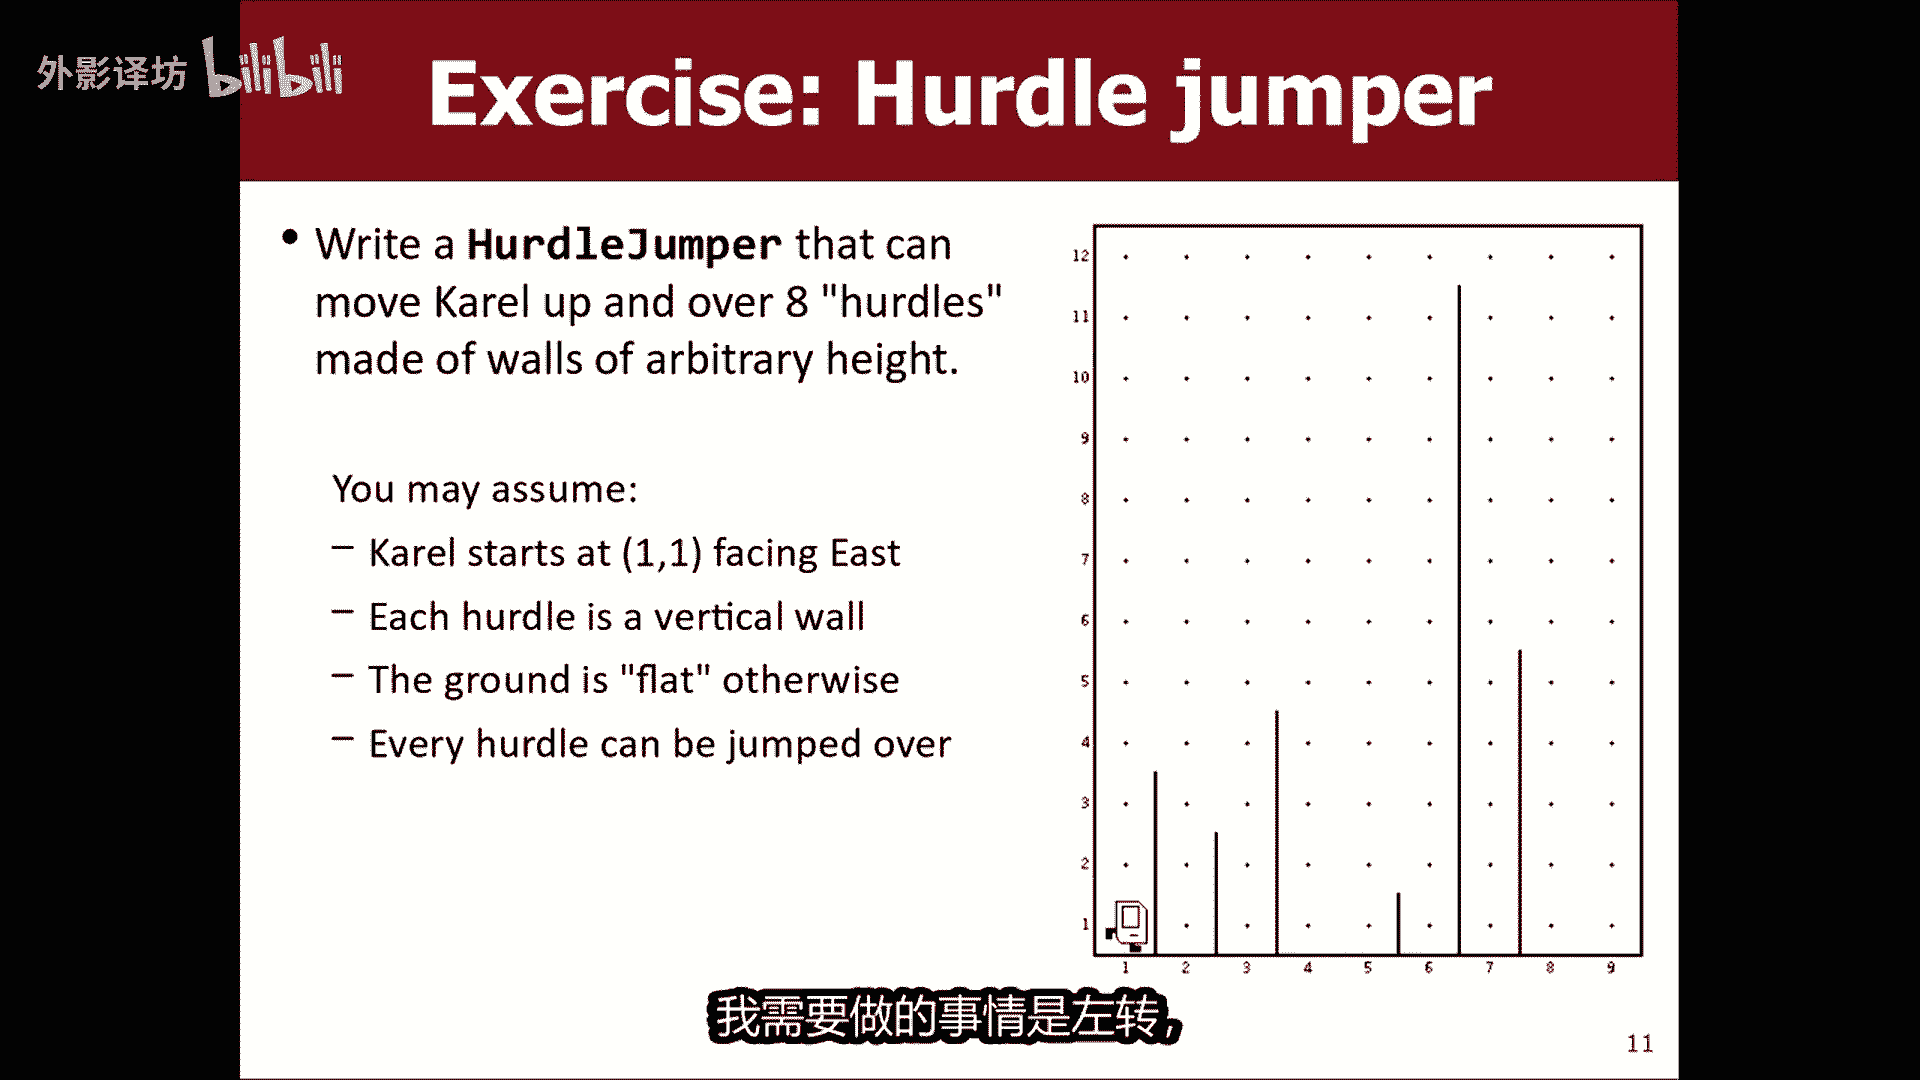 外影译坊 bilibili
Exercise: Hurdle jumper
• Write a HurdleJumper that can
move Karel up and over 8 "hurdles"
made of walls of arbitrary height.
You may assume:
– Karel starts at (1,1) facing East
– Each hurdle is a vertical wall
– The ground is "flat" otherwise
– Every hurdle can be jumped over
12
11
10
9
8
7
6
5
4
3
2
1
1 2 3 4 5 6 7 8 9
我需要做的事情是左转,
11